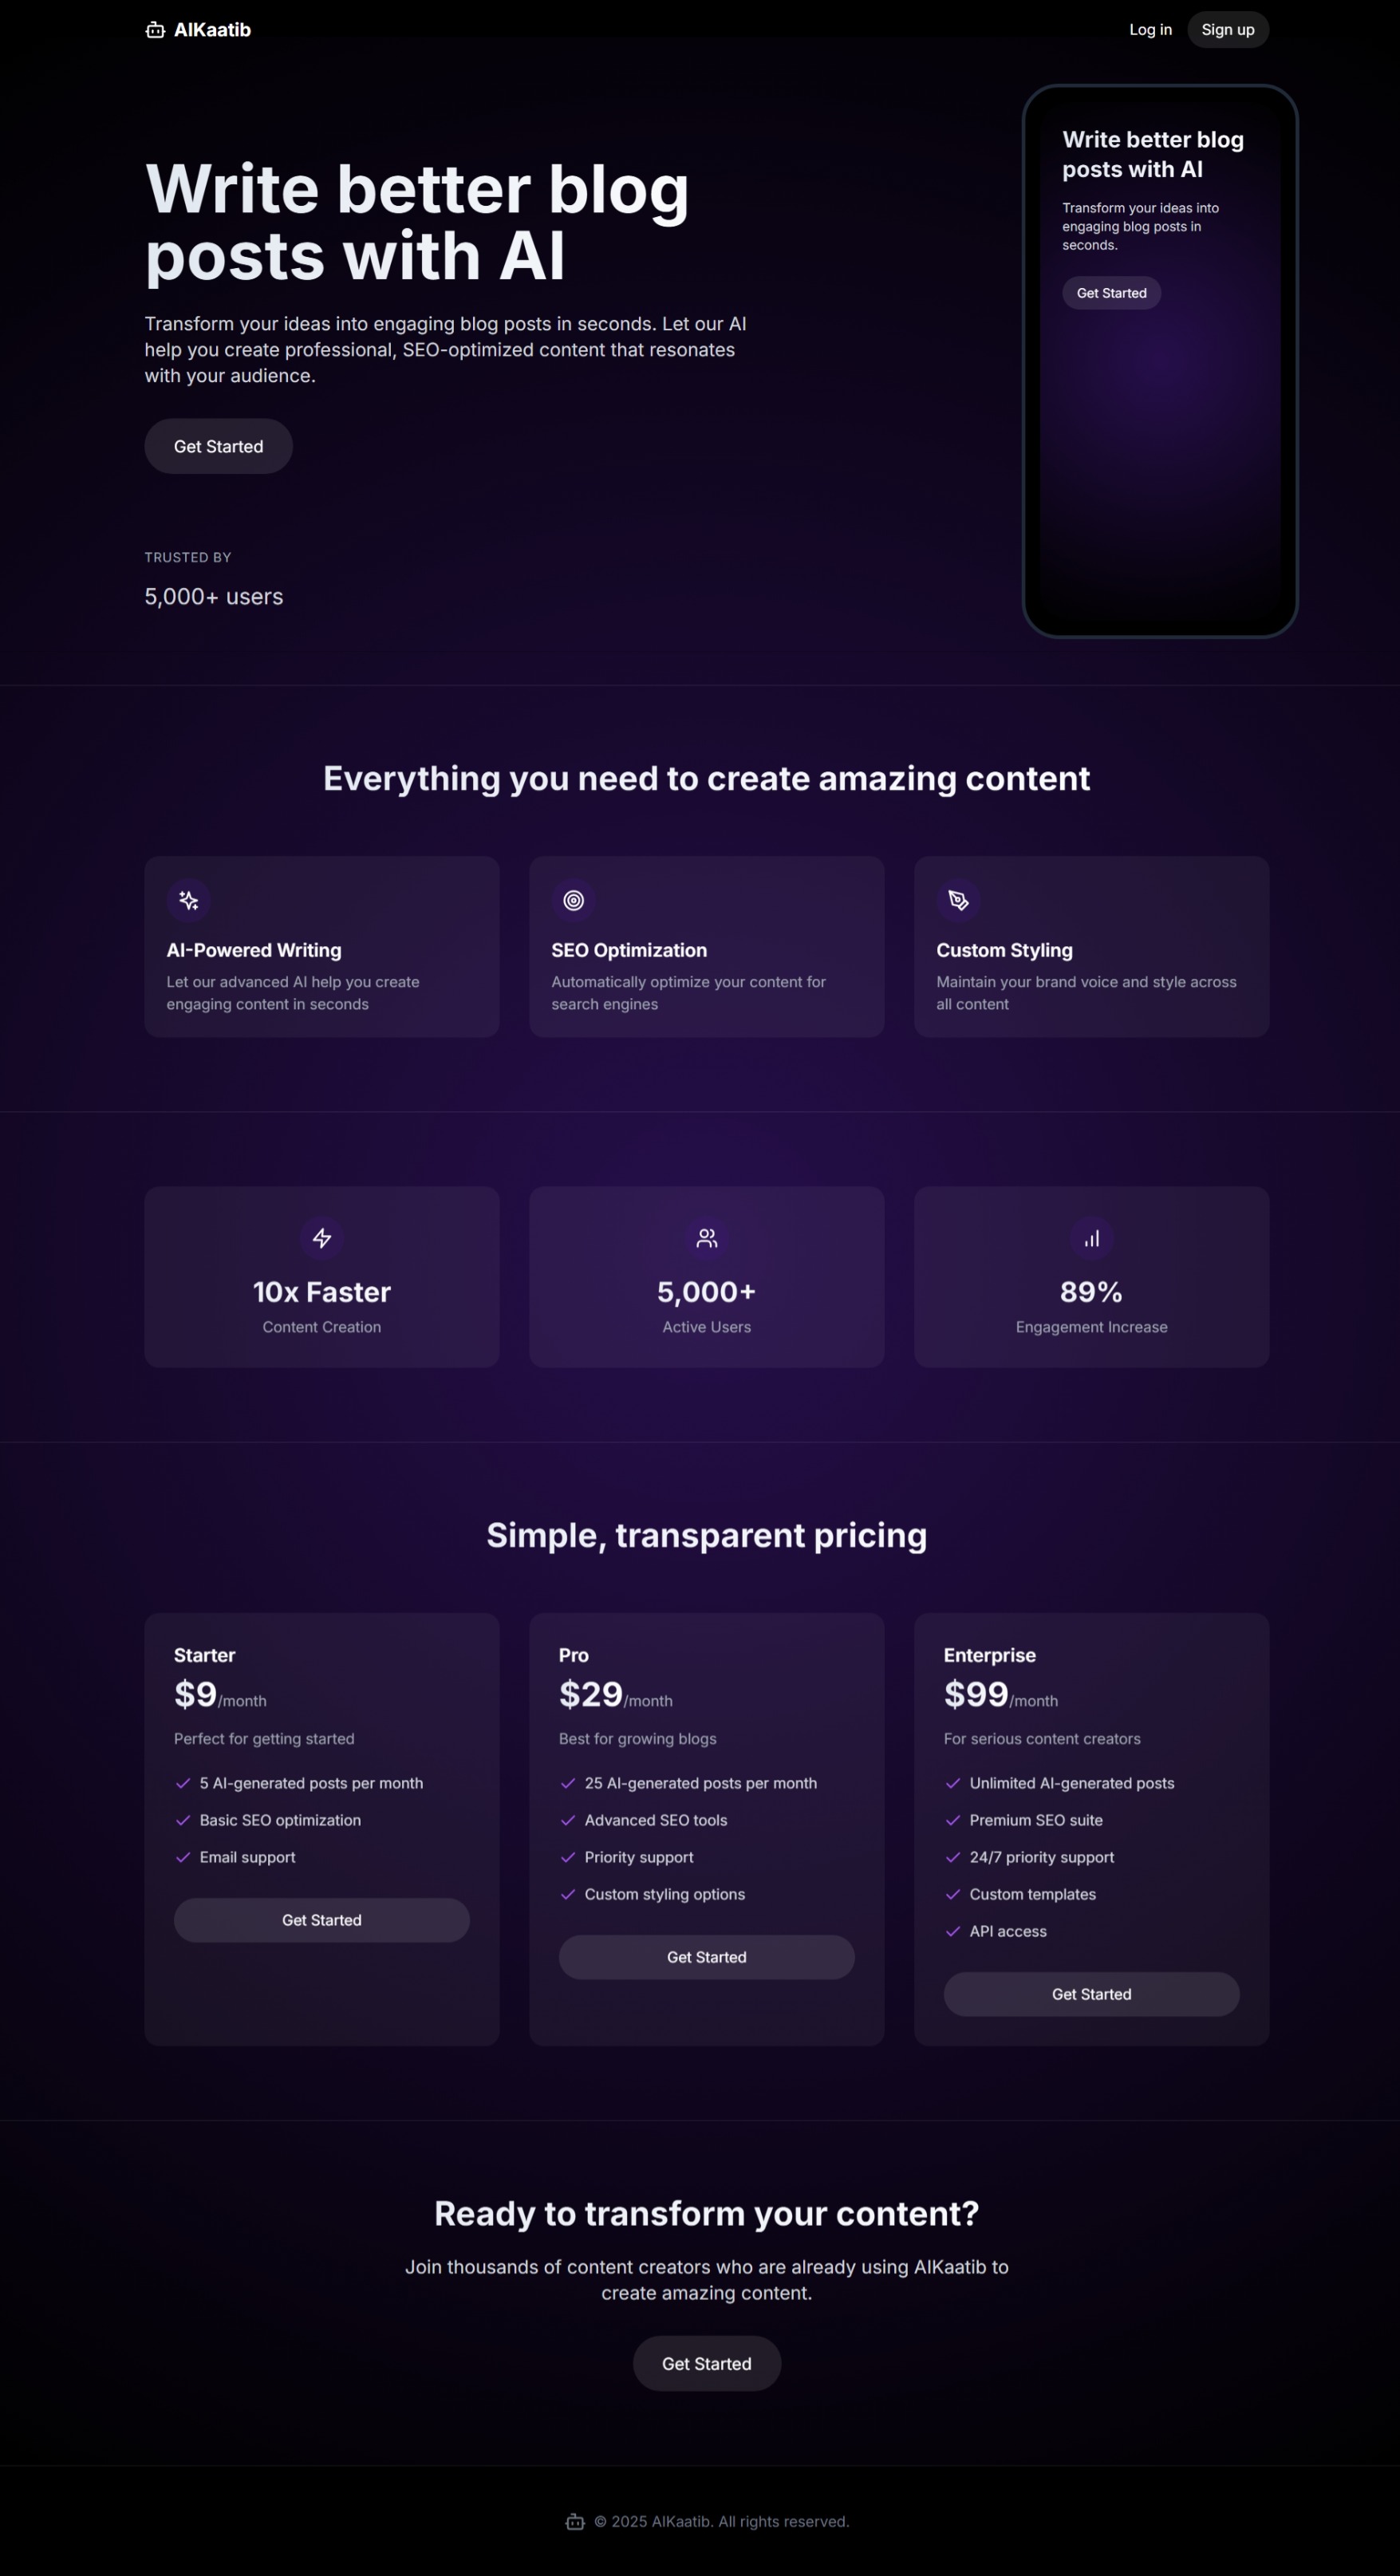 AIKaatib
Log in
Sign up
Write better blog
posts with AI
Transform your ideas into engaging blog posts in seconds. Let our AI
help you create professional, SEO-optimized content that resonates
with your audience.
Get Started
TRUSTED BY
5,000+ users
Write better blog
posts with AI
Transform your ideas into
engaging blog posts in
seconds.
Get Started
Everything you need to create amazing content
AI-Powered Writing
Let our advanced AI help you create
engaging content in seconds
SEO Optimization
Automatically optimize your content for
search engines
Custom Styling
Maintain your brand voice and style across
all content
10x Faster
Content Creation
5,000+
Active Users
89%
Engagement Increase
Simple, transparent pricing
Starter
$9/month
Perfect for getting started
5 AI-generated posts per month
Basic SEO optimization
Email support
Get Started
Pro
$29/month
Best for growing blogs
25 AI-generated posts per month
Advanced SEO tools
Priority support
Custom styling options
Get Started
Enterprise
$99/month
For serious content creators
Unlimited AI-generated posts
Premium SEO suite
24/7 priority support
Custom templates
API access
Get Started
Ready to transform your content?
Join thousands of content creators who are already using AIKaatib to
create amazing content.
Get Started
© 2025 AIKaatib. All rights reserved.